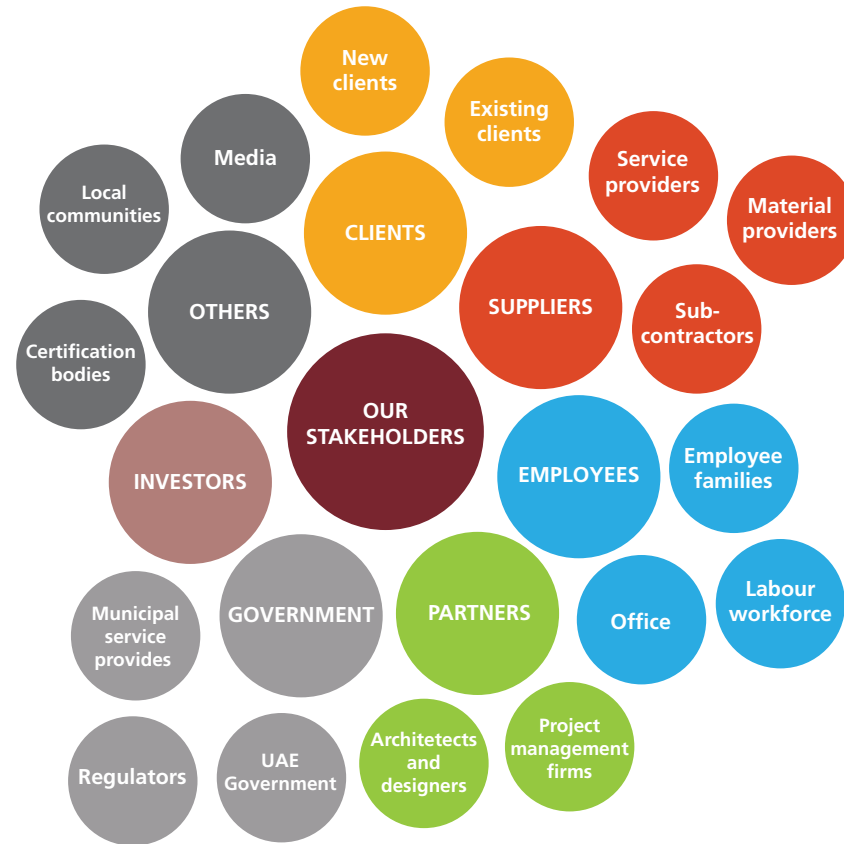 New
clients
Existing
clients
Media
Service
providers
Local
communities
Material
providers
CLIENTS
SUPPLIERS
OTHERS
Sub-
contractors
Certification
bodies
OUR
STAKEHOLDERS
INVESTORS
EMPLOYEES
Employee
families
Municipal
service
provides
GOVERNMENT
PARTNERS
Office
Labour
workforce
Regulators
UAE
Government
Architetects
and
designers
Project
management
firms